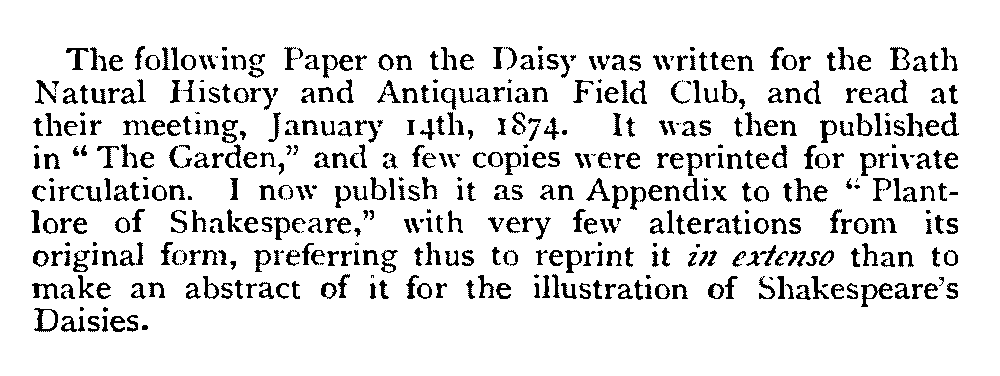 The following Paper on the Daisy was written for the Bath
Natural History and Antiquarian Field Club, and read at
their meeting, January 14th, 1874. It was then published
in “ The Garden,” and a few copies were reprinted for private
circulation. I now publish it as an Appendix to the “ Plant-
lore of Shakespeare,” with very few alterations from its
original form, preferring thus to reprint it in extenso than to
make an abstract of it for the illustration of Shakespeare’s
Daisies.